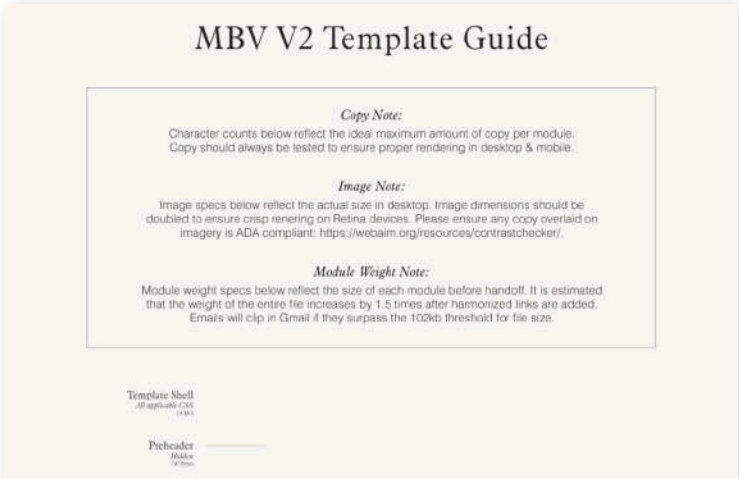 MBV V2 Template Guide
Copy Note:
Character counts below reflect the ideal maximum amount of copy per module.
Copy should always be tested to ensure proper rendering in desktop & mobile.
Image Note:
Image specs below reflect the actual size in desktop. Image dimensions should be
doubled to ensure crisp renering on Retina devices. Please ensure any copy overlaid on
imagery is ADA compliant: https://webaim.org/resources/contrastchecker/.
Module Weight Note:
Module weight specs below reflect the size of each module before handoff. It is estimated
that the weight of the entire file increases by 1.5 times after harmonized links are added.
Emails will clip in Gmail if they surpass the 102kb threshold for file size.
Template Shell
All applicable CSS
Preheader
Hidden